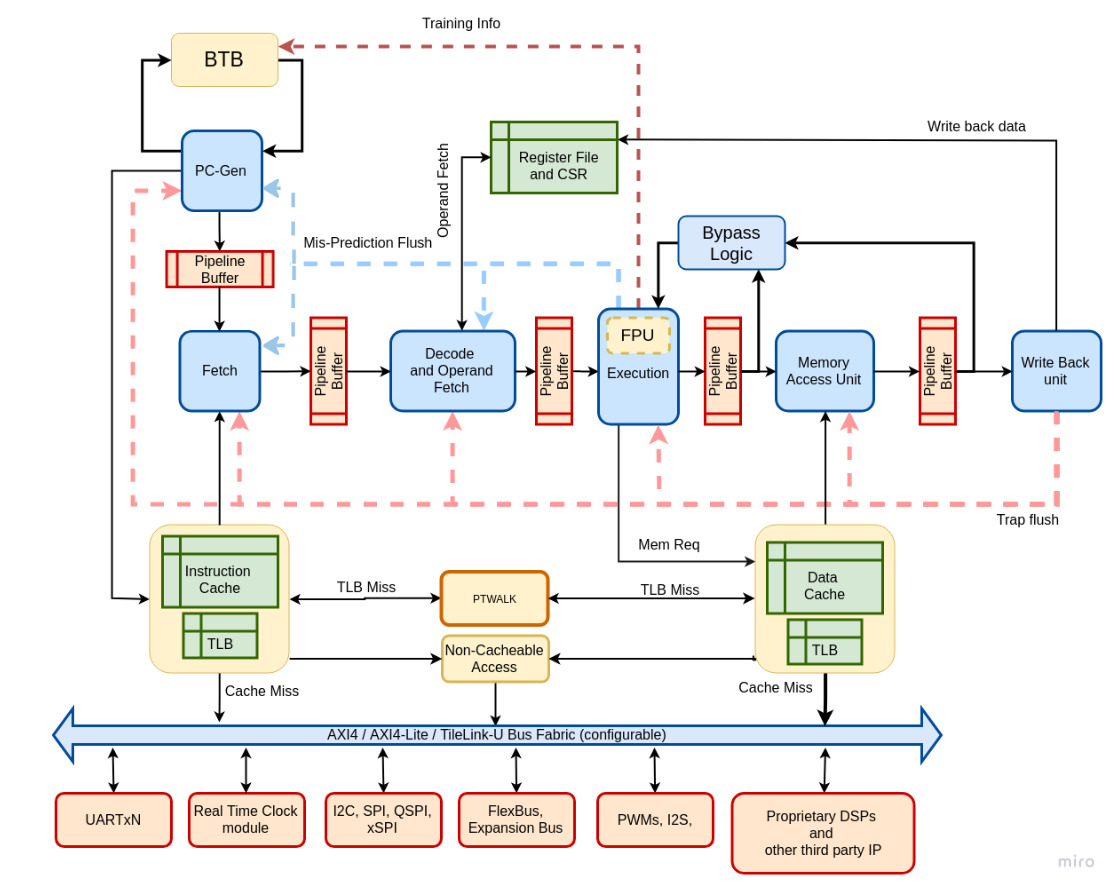 Training Info
BTB
Write back data
Register File
and CSR
PC-Gen
Operand Fetch
Bypass
Logic
Mis-Prediction Flush
Pipeline
Buffer
FPU
Fetch
Pipeline
Buffer
Decode
and Operand
Fetch
Pipeline
Buffer
Execution
Pipeline
Buffer
Memory
Access Unit
Pipeline
Buffer
Write Back
unit
Trap flush
Mem Req
Instruction
Cache
TLB
TLB Miss
PTWALK
TLB Miss
Data
Cache
TLB
Non-Cacheable
Access
Cache Miss
Cache Miss
AXI4 / AXI4-Lite / TileLink-U Bus Fabric (configurable)
UARTxN
Real Time Clock
module
I2C, SPI, QSPI,
xSPI
FlexBus,
Expansion Bus
PWMs, I2S,
Proprietary DSPs
and
other third party IP
miro